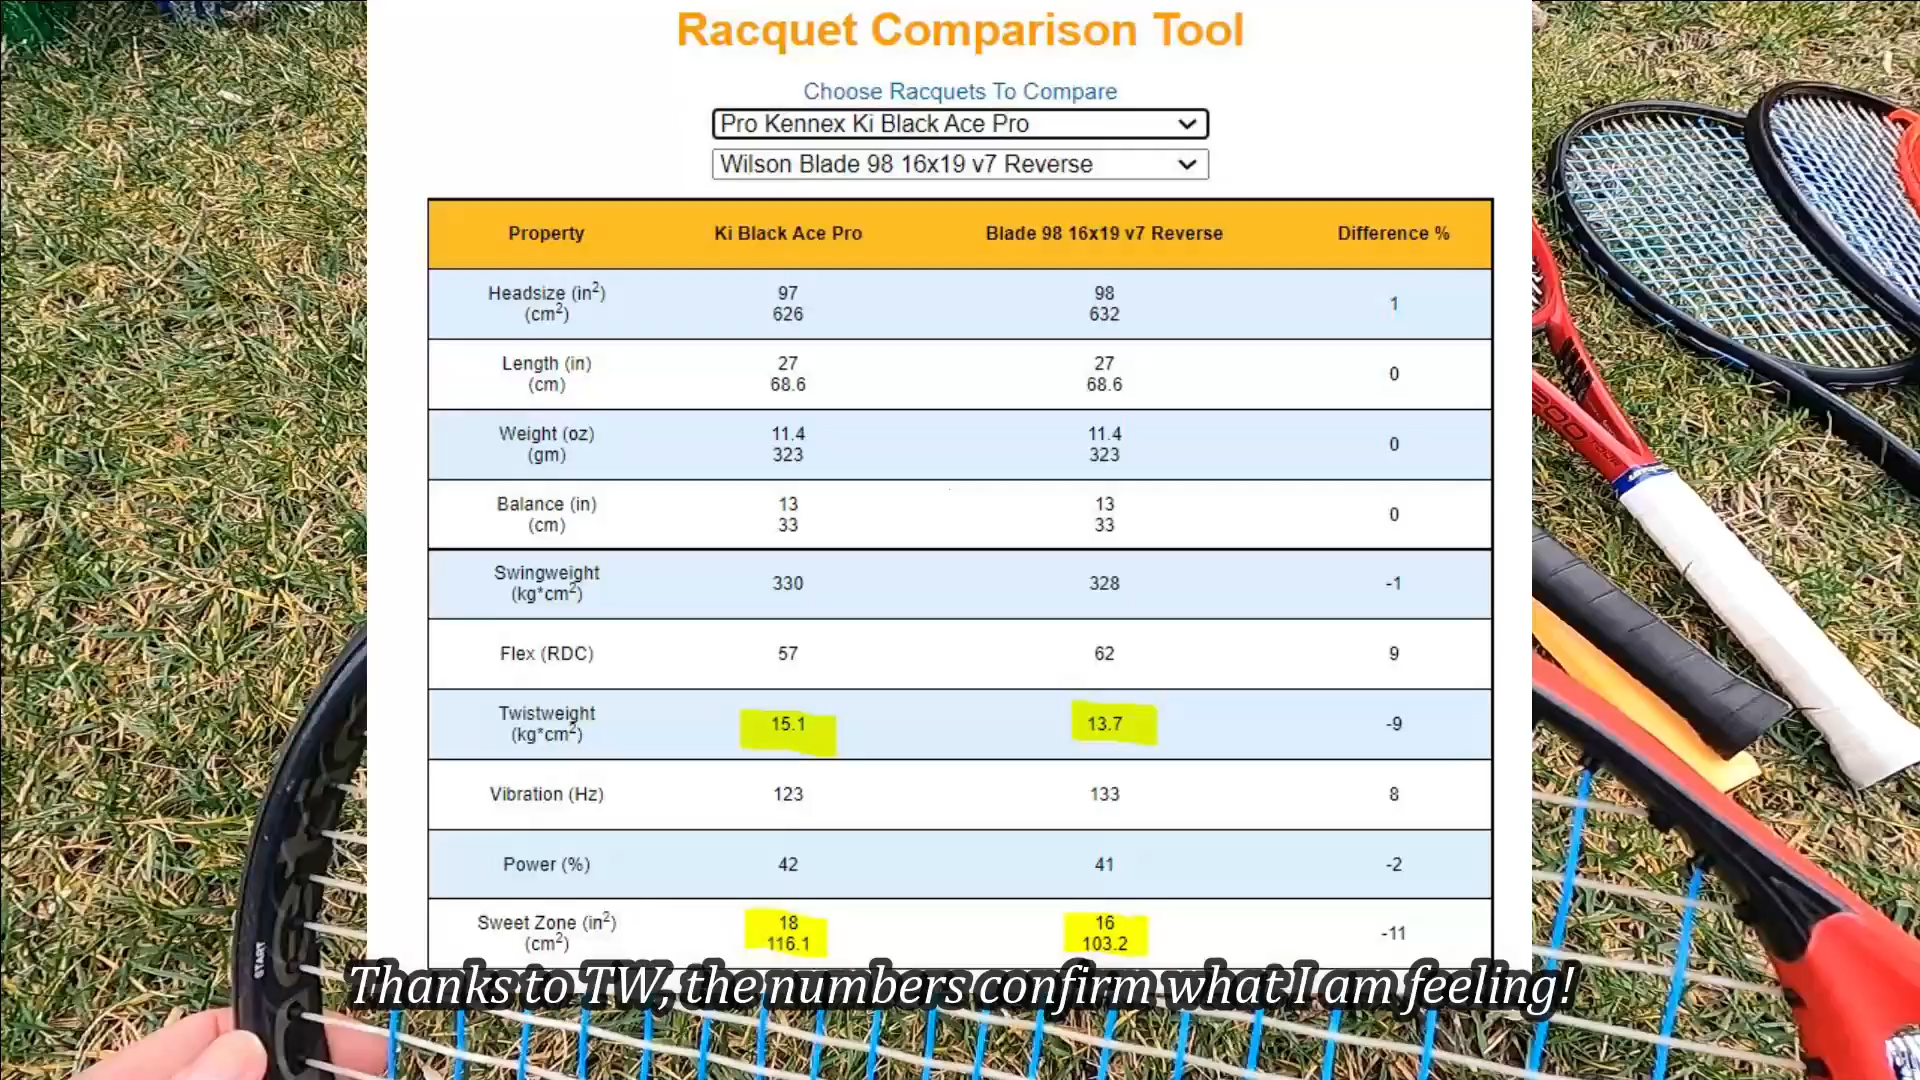 Racquet Comparison Tool
Choose Racquets To Compare
Pro Kennex Ki Black Ace Pro
Wilson Blade 98 16x19 v7 Reverse
Property Ki Black Ace Pro Blade 98 16x19 v7 Reverse Difference %
Headsize (in²) 97 98
(cm²) 626 632 1
Length (in) 27 27
(cm) 68.6 68.6 0
Weight (oz) 11.4 11.4
(gm) 323 323 0
Balance (in) 13 13
(cm) 33 33 0
Swingweight
(kg*cm²) 330 328 -1
Flex (RDC) 57 62 9
Twistweight
(kg*cm²) 15.1 13.7 -9
Vibration (Hz) 123 133 8
Power (%) 42 41 -2
Sweet Zone (in²) 18 16
(cm²) 116.1 103.2 -11
Thanks to TW, the numbers confirm what I am feeling!
START
200 TOUR